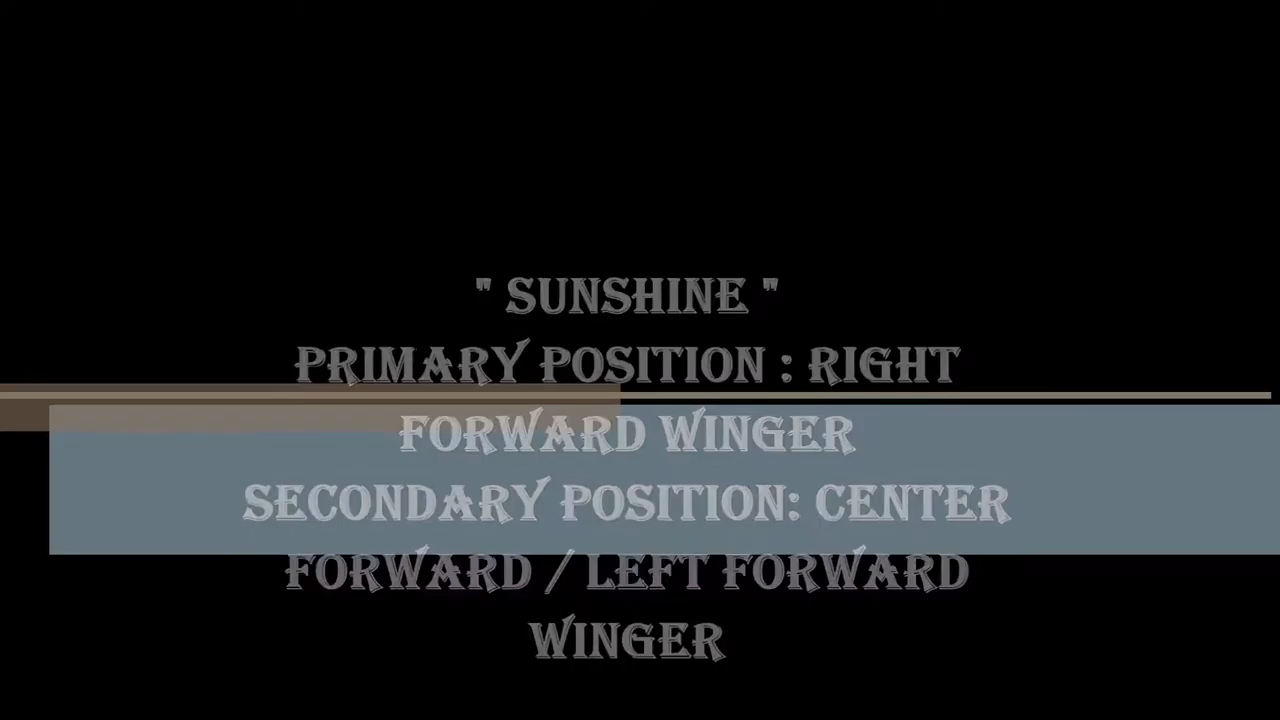 " SUNSHINE "
PRIMARY POSITION : RIGHT
FORWARD WINGER
SECONDARY POSITION: CENTER
FORWARD / LEFT FORWARD
WINGER